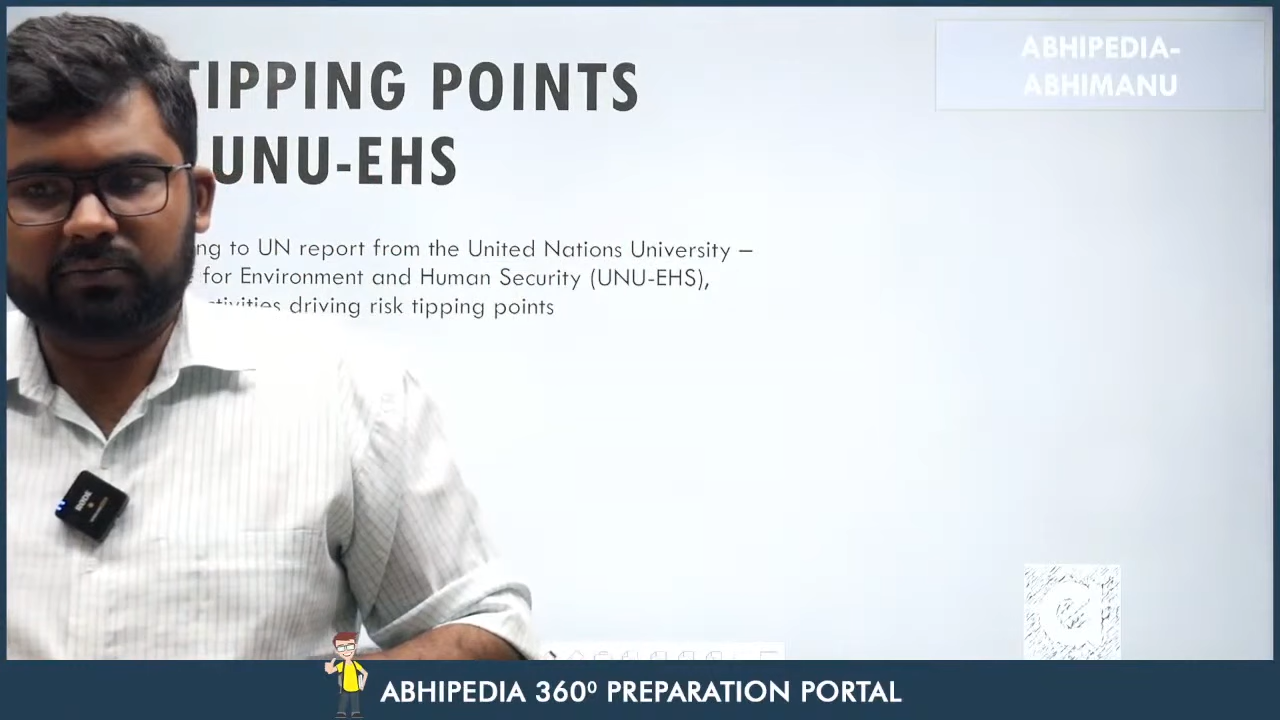 TIPPING POINTS
UNU-EHS
ABHIPEDIA-
ABHIMANU
to UN report from the United Nations University –
for Environment and Human Security (UNU-EHS),
driving risk tipping points
ABHIPEDIA 360⁰ PREPARATION PORTAL